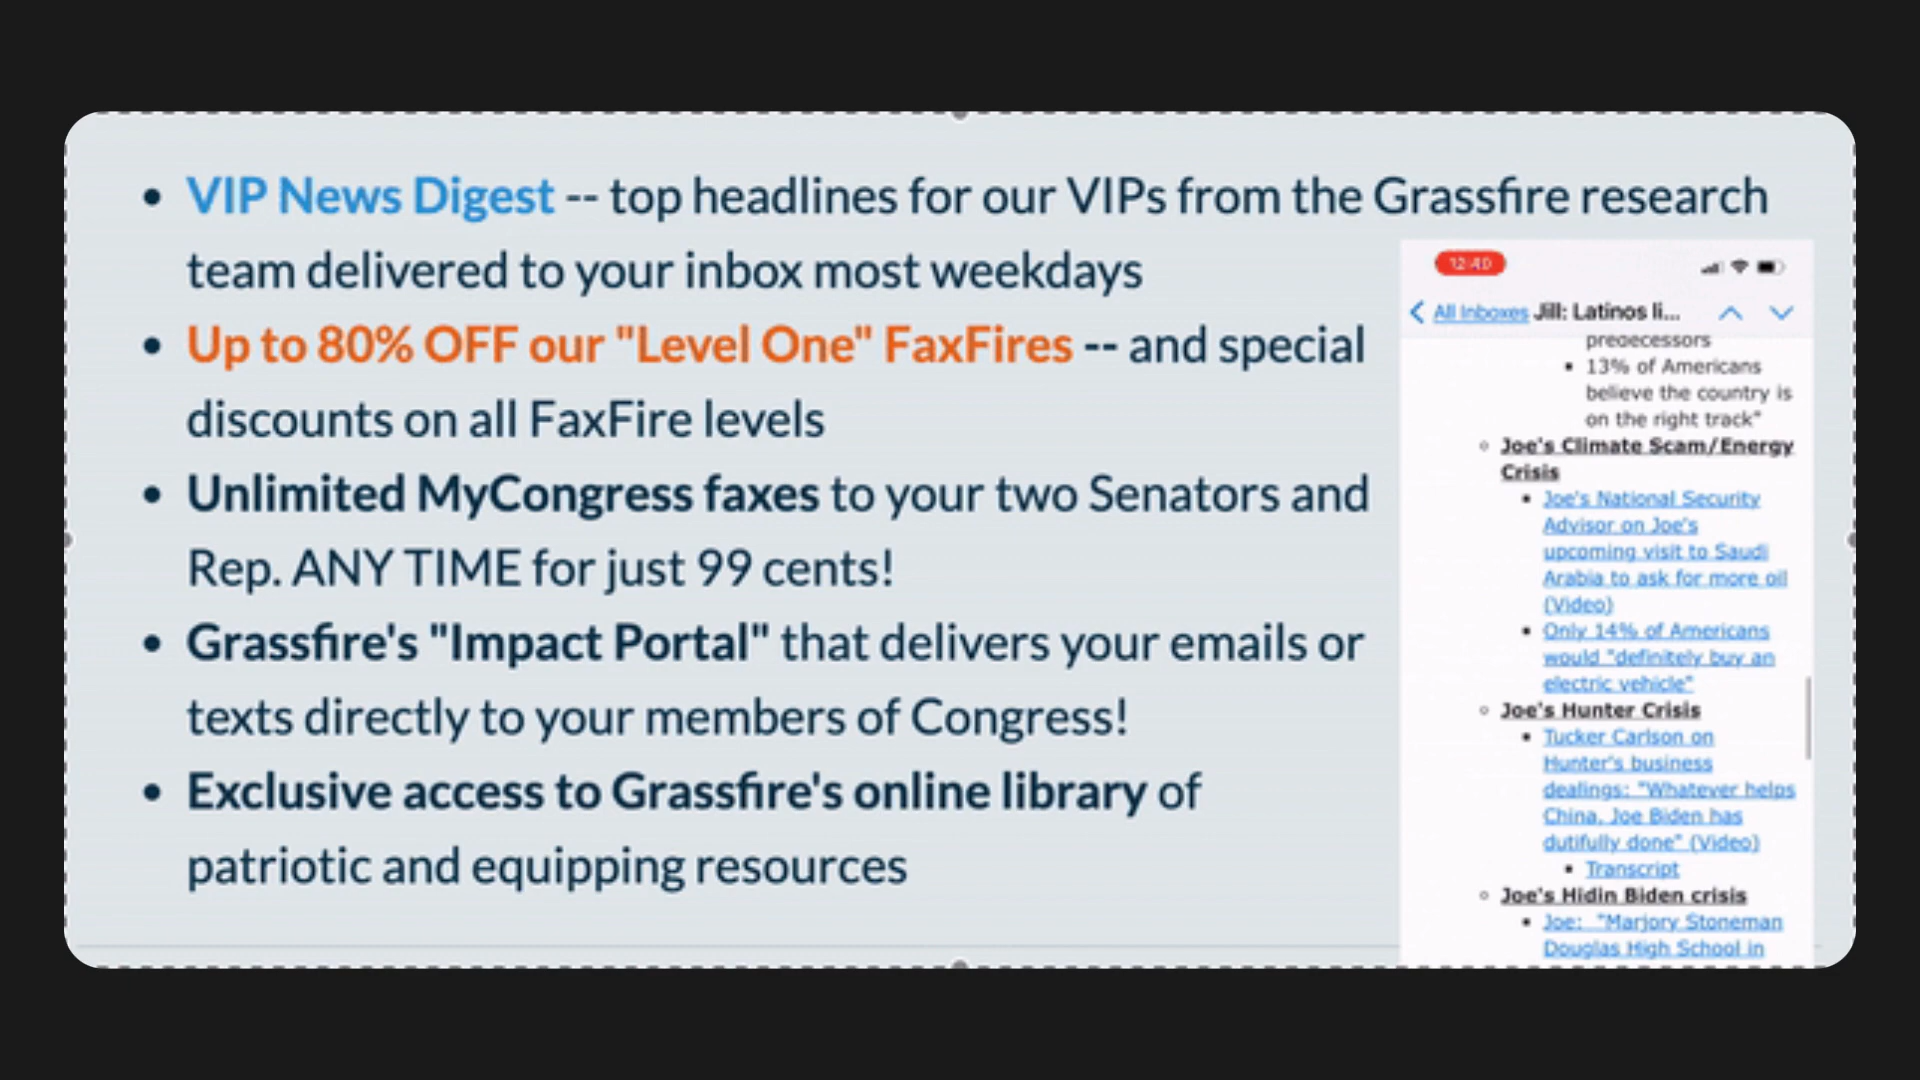 • VIP News Digest -- top headlines for our VIPs from the Grassfire research
team delivered to your inbox most weekdays
• Up to 80% OFF our "Level One" FaxFires -- and special
discounts on all FaxFire levels
• Unlimited MyCongress faxes to your two Senators and
Rep. ANY TIME for just 99 cents!
• Grassfire's "Impact Portal" that delivers your emails or
texts directly to your members of Congress!
• Exclusive access to Grassfire's online library of
patriotic and equipping resources
12:40
All Inboxes Jill: Latinos li...
predecessors
▪ 13% of Americans
believe the country is
on the right track"
○ Joe's Climate Scam/Energy
Crisis
▪ Joe's National Security
Advisor on Joe's
upcoming visit to Saudi
Arabia to ask for more oil
(Video)
▪ Only 14% of Americans
would "definitely buy an
electric vehicle"
○ Joe's Hunter Crisis
▪ Tucker Carlson on
Hunter's business
dealings: "Whatever helps
China, Joe Biden has
dutifully done" (Video)
▪ Transcript
○ Joe's Hidin Biden crisis
▪ Joe: "Marjory Stoneman
Douglas High School in